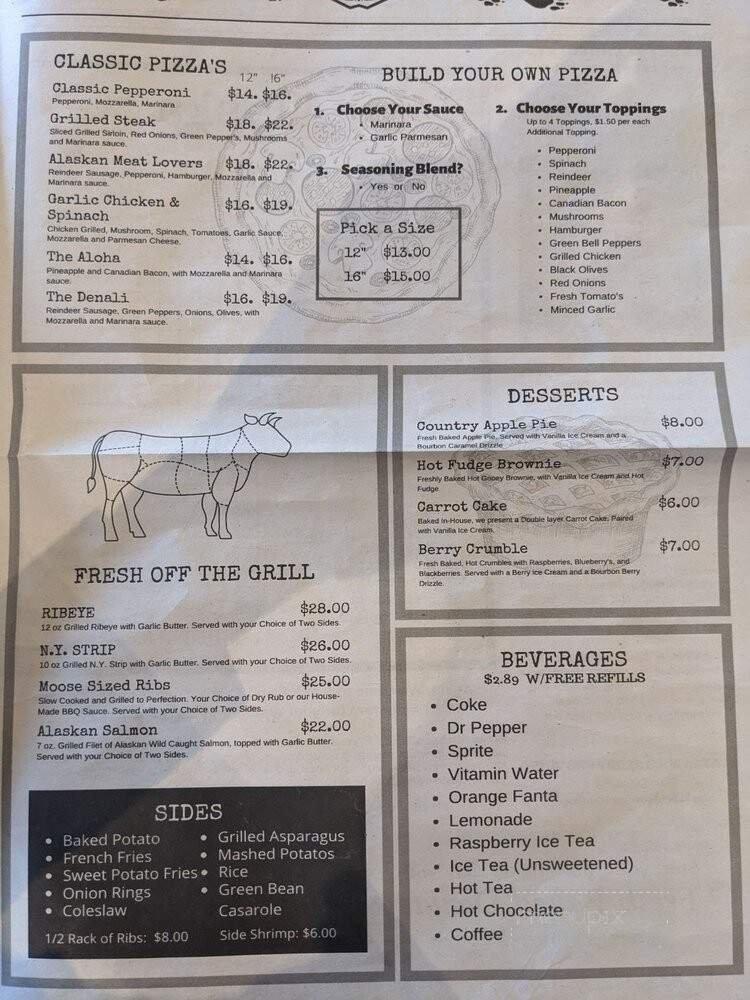 CLASSIC PIZZA'S
12" 16"
Classic Pepperoni $14. $16.
Pepperoni, Mozzarella, Marinara
Grilled Steak $18. $22.
Sliced Grilled Sirloin, Red Onions, Green Pepper's, Mushrooms
and Marinara sauce.
Alaskan Meat Lovers $18. $22.
Reindeer Sausage, Pepperoni, Hamburger, Mozzarella and
Marinara sauce.
Garlic Chicken &
Spinach $16. $19.
Chicken Grilled, Mushroom, Spinach, Tomatoes, Garlic Sauce,
Mozzarella and Parmesan Cheese.
The Aloha $14. $16.
Pineapple and Canadian Bacon, with Mozzarella and Marinara
sauce.
The Denali $16. $19.
Reindeer Sausage, Green Peppers, Onions, Olives, with
Mozzarella and Marinara sauce.
BUILD YOUR OWN PIZZA
1. Choose Your Sauce
• Marinara
• Garlic Parmesan
3. Seasoning Blend?
• Yes or No
Pick a Size
12" $13.00
16" $15.00
2. Choose Your Toppings
Up to 4 Toppings, $1.50 per each
Additional Topping.
• Pepperoni
• Spinach
• Reindeer
• Pineapple
• Canadian Bacon
• Mushrooms
• Hamburger
• Green Bell Peppers
• Grilled Chicken
• Black Olives
• Red Onions
• Fresh Tomato's
• Minced Garlic
FRESH OFF THE GRILL
RIBEYE $28.00
12 oz Grilled Ribeye with Garlic Butter. Served with your Choice of Two Sides.
N.Y. STRIP $26.00
10 oz Grilled N.Y. Strip with Garlic Butter. Served with your Choice of Two Sides.
Moose Sized Ribs $25.00
Slow Cooked and Grilled to Perfection. Your Choice of Dry Rub or our House-
Made BBQ Sauce. Served with your Choice of Two Sides.
Alaskan Salmon $22.00
7 oz. Grilled Filet of Alaskan Wild Caught Salmon, topped with Garlic Butter.
Served with your Choice of Two Sides.
SIDES
• Baked Potato
• French Fries
• Sweet Potato Fries
• Onion Rings
• Coleslaw
• Grilled Asparagus
• Mashed Potatos
• Rice
• Green Bean
Casarole
1/2 Rack of Ribs: $8.00 Side Shrimp: $6.00
DESSERTS
Country Apple Pie $8.00
Fresh Baked Apple Pie, Served with Vanilla Ice Cream and a
Bourbon Caramel Drizzle
Hot Fudge Brownie $7.00
Freshly Baked Hot Gooey Brownie, with Vanilla Ice Cream and Hot
Fudge
Carrot Cake $6.00
Baked In-House, we present a Double layer Carrot Cake, Paired
with Vanilla Ice Cream.
Berry Crumble $7.00
Fresh Baked, Hot Crumbles with Raspberries, Blueberry's, and
Blackberries. Served with a Berry Ice Cream and a Bourbon Berry
Drizzle.
BEVERAGES
$2.89 W/FREE REFILLS
• Coke
• Dr Pepper
• Sprite
• Vitamin Water
• Orange Fanta
• Lemonade
• Raspberry Ice Tea
• Ice Tea (Unsweetened)
• Hot Tea
• Hot Chocolate
• Coffee